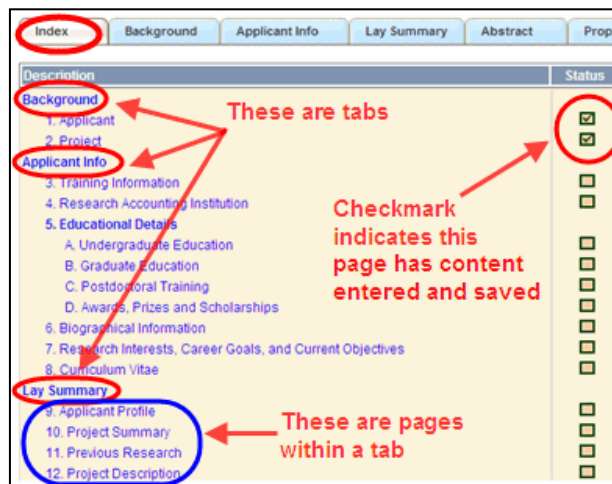 Index Background Applicant Info Lay Summary Abstract Prop
Description Status
Background
1. Applicant
2. Project
Applicant Info
3. Training Information
4. Research Accounting Institution
5. Educational Details
A. Undergraduate Education
B. Graduate Education
C. Postdoctoral Training
D. Awards, Prizes and Scholarships
6. Biographical Information
7. Research Interests, Career Goals, and Current Objectives
8. Curriculum Vitae
Lay Summary
9. Applicant Profile
10. Project Summary
11. Previous Research
12. Project Description
These are tabs
Checkmark
indicates this
page has content
entered and saved
These are pages
within a tab